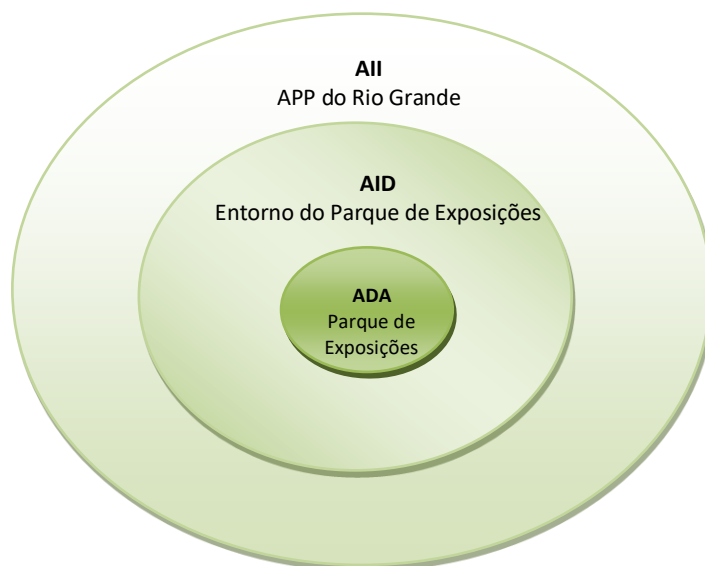 AII
APP do Rio Grande
AID
Entorno do Parque de Exposições
ADA
Parque de
Exposições